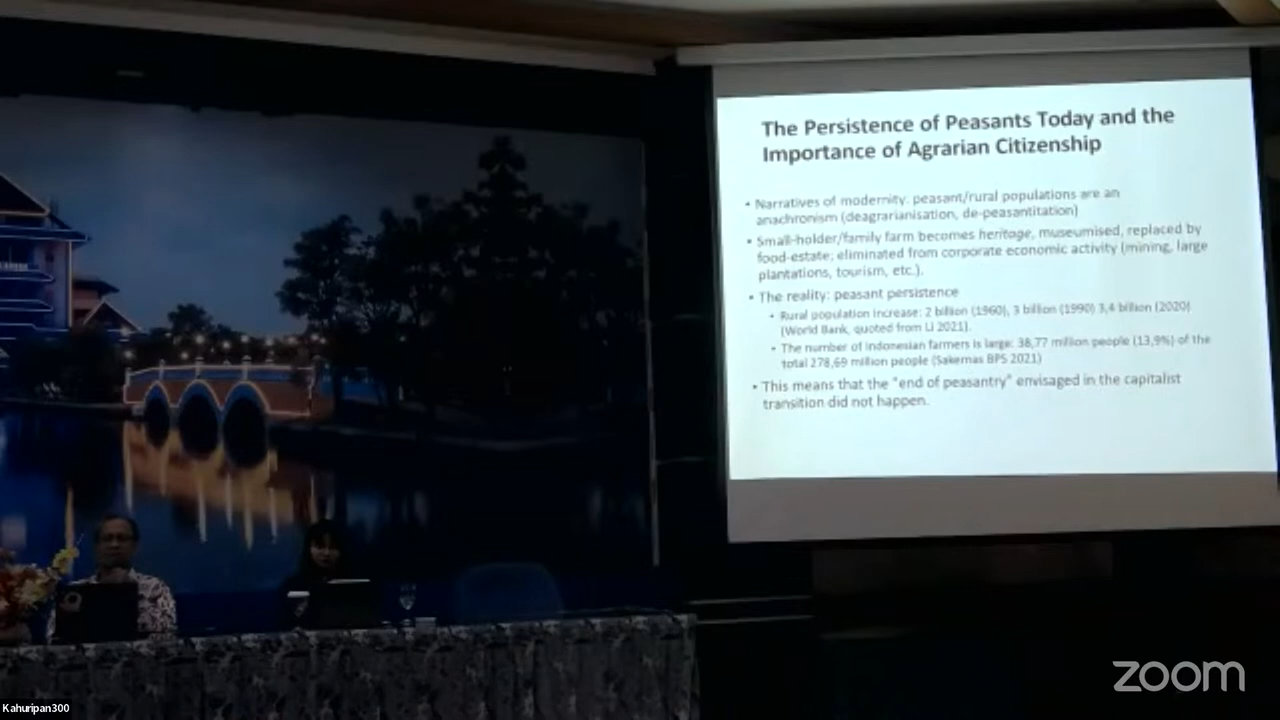 The Persistence of Peasants Today and the
Importance of Agrarian Citizenship
• Narratives of modernity: peasant/rural populations are an
anachronism (deagrarianisation, de-peasantitation)
• Small-holder/family farm becomes heritage, museumised, replaced by
food-estate; eliminated from corporate economic activity (mining, large
plantations, tourism, etc.).
• The reality: peasant persistence
• Rural population increase: 2 billion (1960), 3 billion (1990) 3,4 billion (2020)
(World Bank, quoted from Li 2021).
• The number of Indonesian farmers is large: 38,77 million people (13,9%) of the
total 278,69 million people (Sakernas BPS 2021)
• This means that the "end of peasantry" envisaged in the capitalist
transition did not happen.
zoom
Kahuripan300